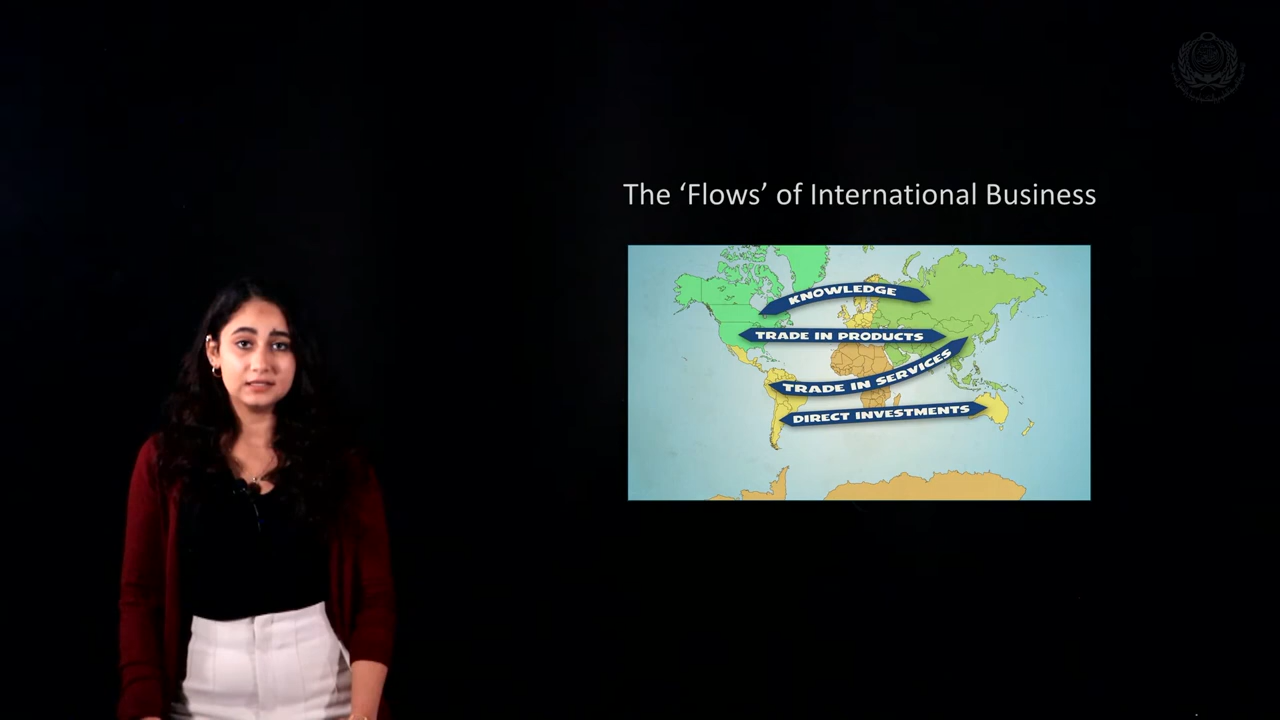 The ‘Flows’ of International Business
KNOWLEDGE
TRADE IN PRODUCTS
TRADE IN SERVICES
DIRECT INVESTMENTS